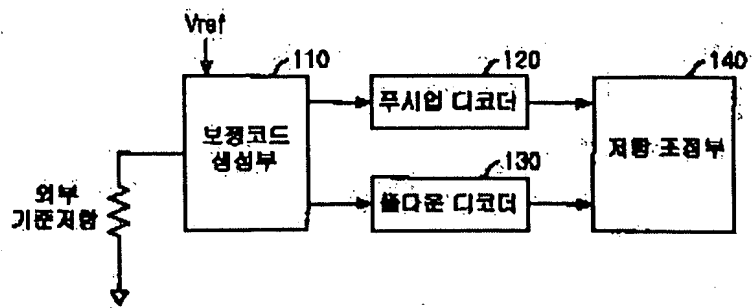 Vref
110
120
140
보정코드
생성부
푸시업 디코더
저항 조정부
130
풀다운 디코더
외부
기준저항